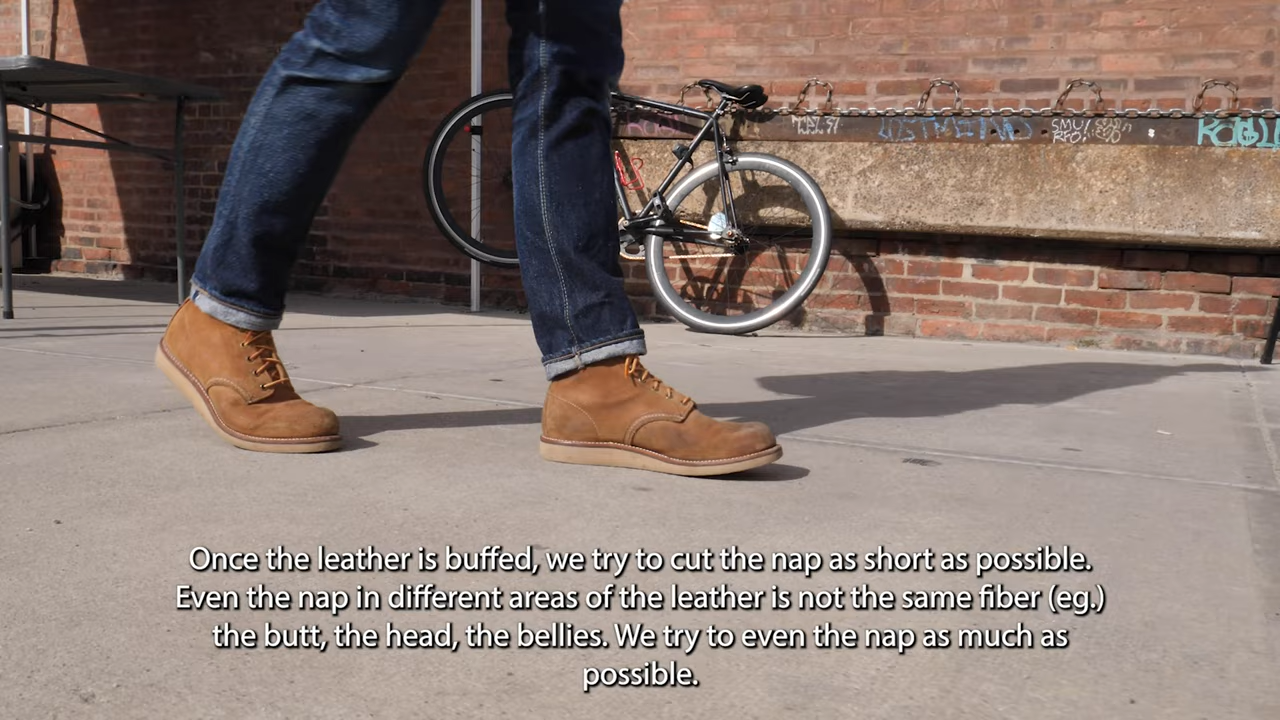 SMU!
RFO!
Once the leather is buffed, we try to cut the nap as short as possible.
Even the nap in different areas of the leather is not the same fiber (eg.)
the butt, the head, the bellies. We try to even the nap as much as
possible.